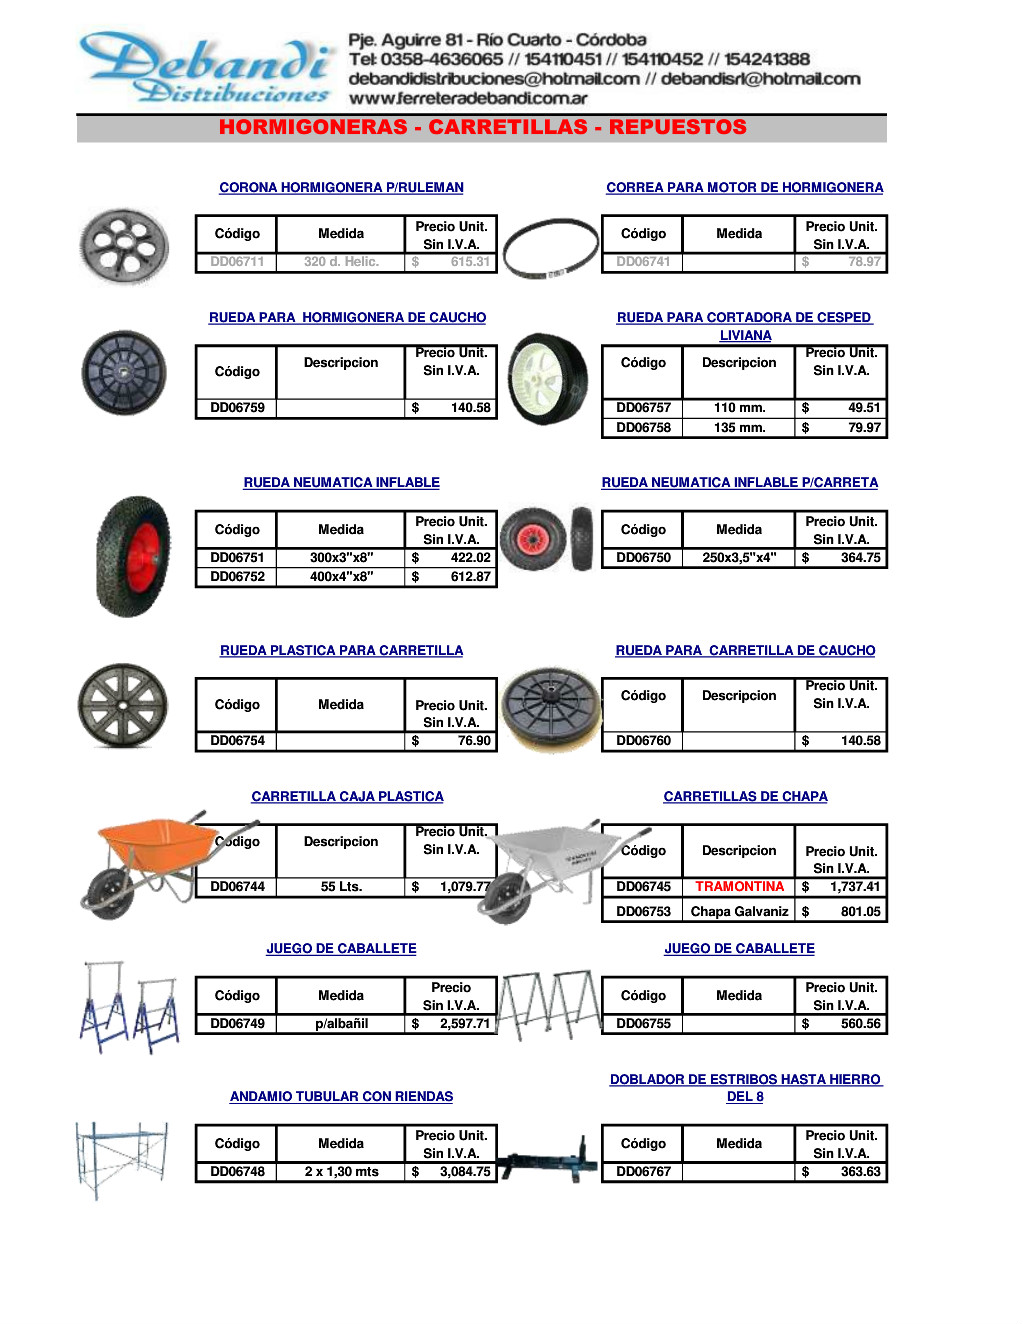 Debandi
Distribuciones
Pje. Aguirre 81 - Río Cuarto - Córdoba
Tel: 0358-4636065 // 154110451 // 154110452 // 154241388
debandidistribuciones@hotmail.com // debandisrl@hotmail.com
www.ferreteradebandi.com.ar
HORMIGONERAS - CARRETILLAS - REPUESTOS
CORONA HORMIGONERA P/RULEMAN
Código Medida Precio Unit. Sin I.V.A.
DD06711 320 d. Helic. $ 615.31
CORREA PARA MOTOR DE HORMIGONERA
Código Medida Precio Unit. Sin I.V.A.
DD06741 $ 78.97
RUEDA PARA HORMIGONERA DE CAUCHO
Código Descripcion Precio Unit. Sin I.V.A.
DD06759 $ 140.58
RUEDA PARA CORTADORA DE CESPED
LIVIANA
Código Descripcion Precio Unit. Sin I.V.A.
DD06757 110 mm. $ 49.51
DD06758 135 mm. $ 79.97
RUEDA NEUMATICA INFLABLE
Código Medida Precio Unit. Sin I.V.A.
DD06751 300x3"x8" $ 422.02
DD06752 400x4"x8" $ 612.87
RUEDA NEUMATICA INFLABLE P/CARRETA
Código Medida Precio Unit. Sin I.V.A.
DD06750 250x3,5"x4" $ 364.75
RUEDA PLASTICA PARA CARRETILLA
Código Medida Precio Unit. Sin I.V.A.
DD06754 $ 76.90
RUEDA PARA CARRETILLA DE CAUCHO
Código Descripcion Precio Unit. Sin I.V.A.
DD06760 $ 140.58
CARRETILLA CAJA PLASTICA
Código Descripcion Precio Unit. Sin I.V.A.
DD06744 55 Lts. $ 1,079.77
CARRETILLAS DE CHAPA
Código Descripcion Precio Unit. Sin I.V.A.
DD06745 TRAMONTINA $ 1,737.41
DD06753 Chapa Galvaniz $ 801.05
JUEGO DE CABALLETE
Código Medida Precio Sin I.V.A.
DD06749 p/albañil $ 2,597.71
JUEGO DE CABALLETE
Código Medida Precio Unit. Sin I.V.A.
DD06755 $ 560.56
ANDAMIO TUBULAR CON RIENDAS
Código Medida Precio Unit. Sin I.V.A.
DD06748 2 x 1,30 mts $ 3,084.75
DOBLADOR DE ESTRIBOS HASTA HIERRO
DEL 8
Código Medida Precio Unit. Sin I.V.A.
DD06767 $ 363.63